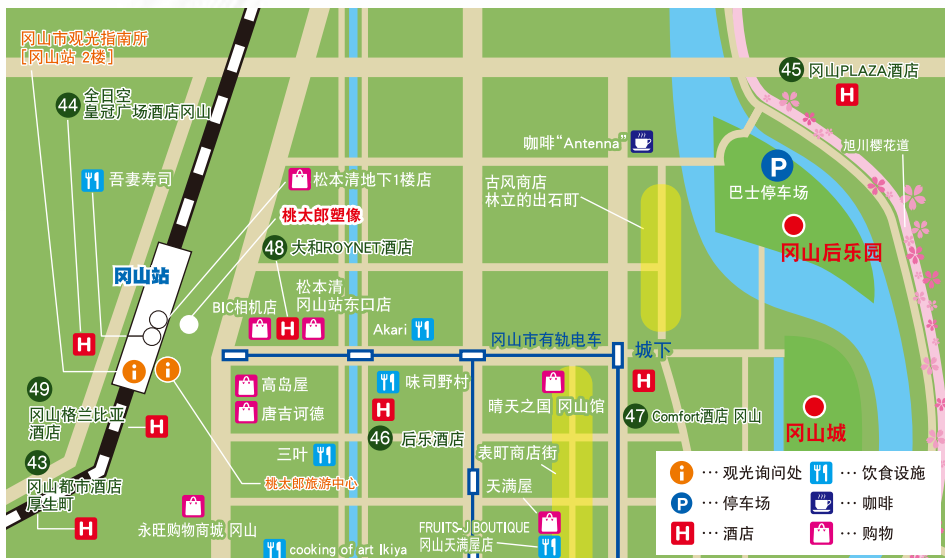 冈山市观光指南所
[冈山站 2楼]
44 全日空
皇冠广场酒店冈山
吾妻寿司
松本清地下1楼店
桃太郎塑像
48 大和ROYNET酒店
冈山站
BIC相机店
松本清
冈山站东口店
Akari
咖啡“Antenna”
古风商店
林立的出石町
45 冈山PLAZA酒店
H
旭川樱花道
P
巴士停车场
冈山后乐园
冈山市有轨电车
城下
H
H
i
i
49
冈山格兰比亚
酒店
H
高岛屋
唐吉诃德
味司野村
H
46 后乐酒店
晴天之国 冈山馆
H
47 Comfort酒店 冈山
冈山城
43
冈山都市酒店
厚生町
H
三叶
桃太郎旅游中心
表町商店街
天满屋
永旺购物商城 冈山
FRUITS-J BOUTIQUE
冈山天满屋店
cooking of art Ikiya
i …观光询问处
…饮食设施
P …停车场
…咖啡
H …酒店
…购物